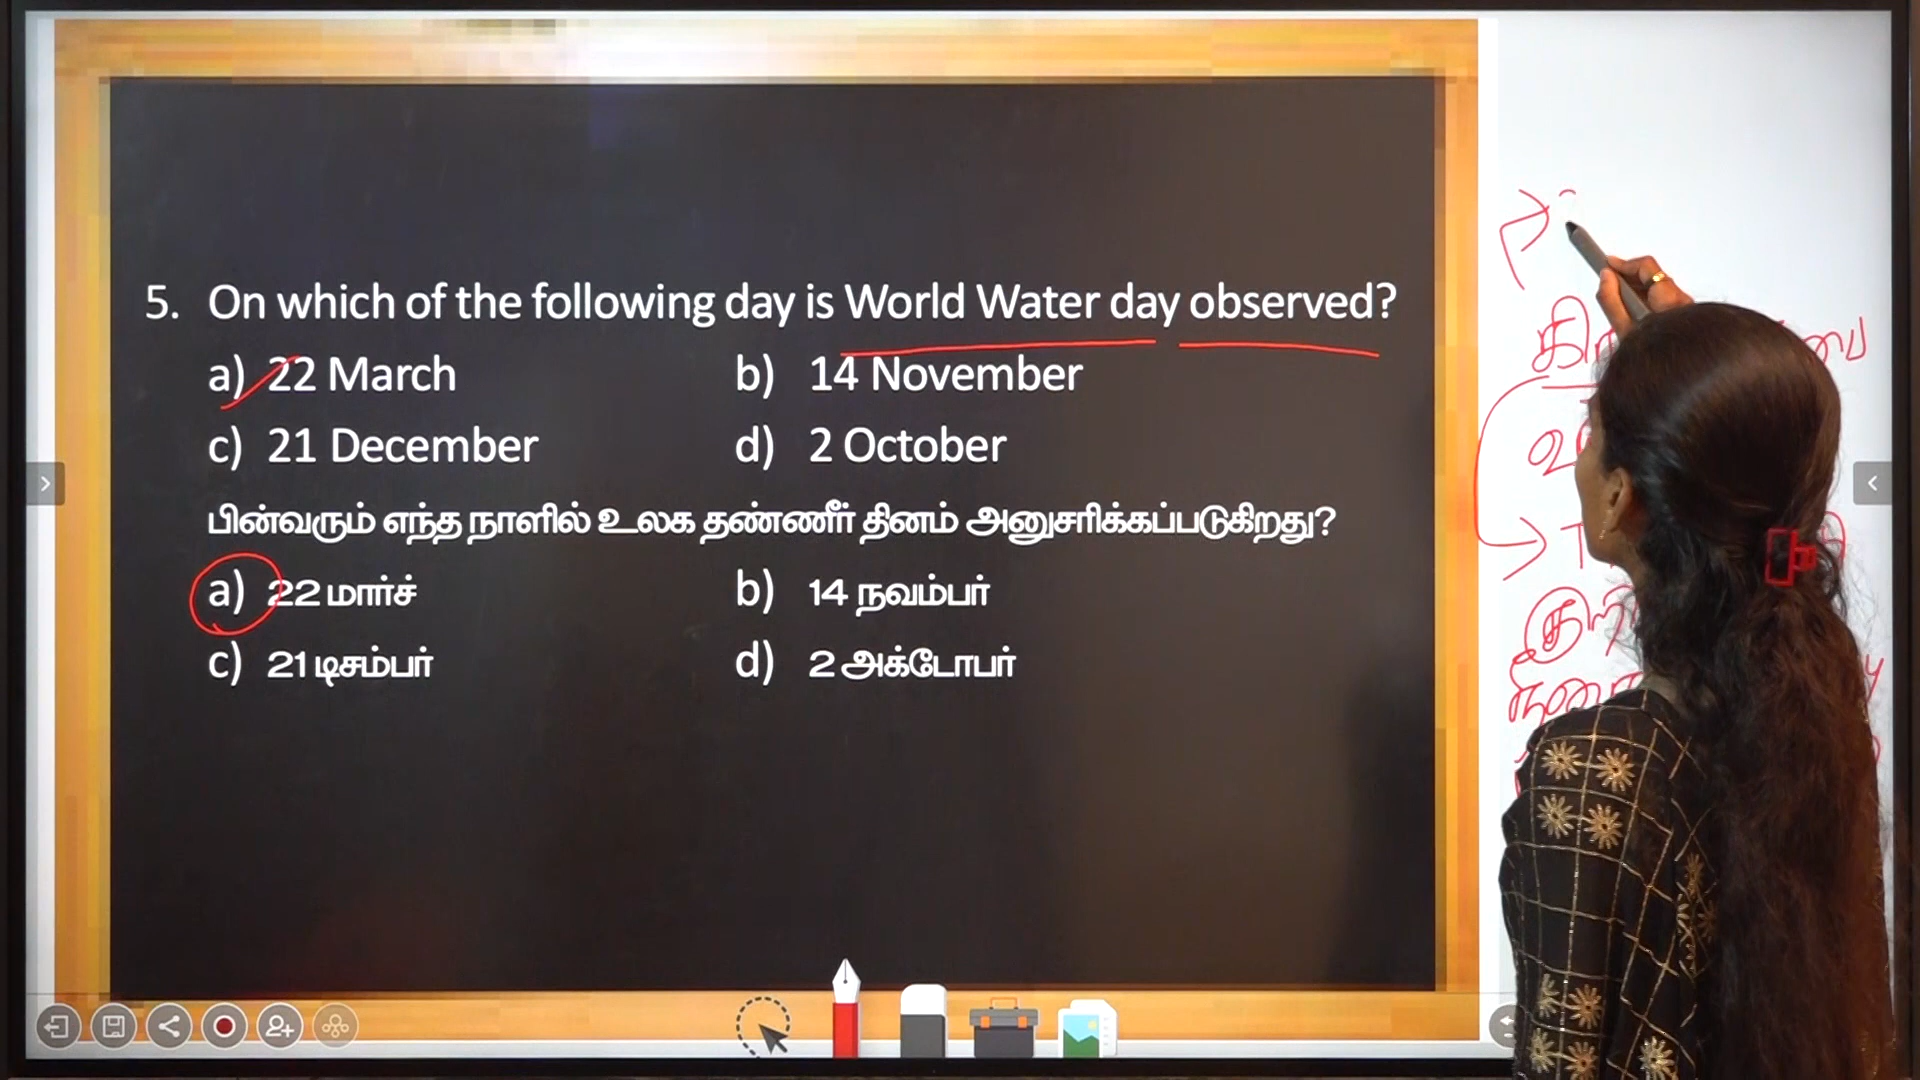 5. On which of the following day is World Water day observed?
a) 22 March b) 14 November
c) 21 December d) 2 October
பின்வரும் எந்த நாளில் உலக தண்ணீர் தினம் அனுசரிக்கப்படுகிறது?
a) 22 மார்ச் b) 14 நவம்பர்
c) 21 டிசம்பர் d) 2 அக்டோபர்